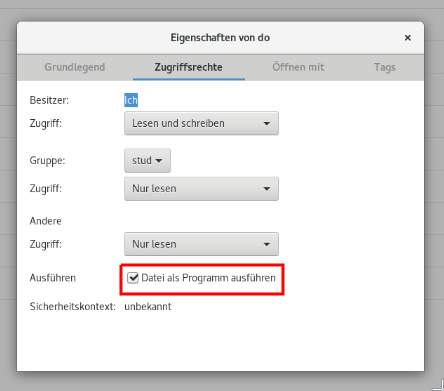 Eigenschaften von do ×
Grundlegend Zugriffsrechte Öffnen mit Tags
Besitzer: Ich
Zugriff: Lesen und schreiben
Gruppe: stud
Zugriff: Nur lesen
Andere
Zugriff: Nur lesen
Ausführen Datei als Programm ausführen
Sicherheitskontext: unbekannt